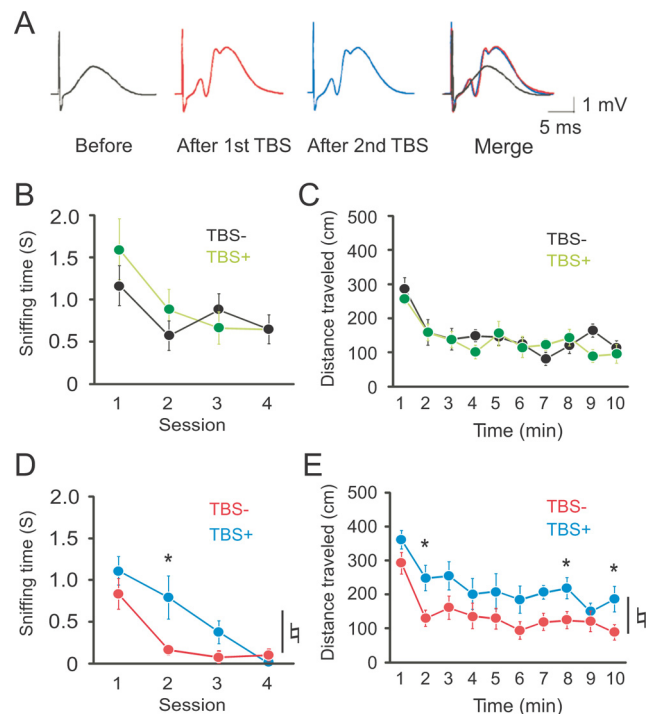 A
1 mV
5 ms
Before
After 1st TBS
After 2nd TBS
Merge
B
Sniffing time (S)
2.0
1.5
1.0
0.5
0
TBS-
TBS+
1 2 3 4
Session
C
Distance traveled (cm)
500
400
300
200
100
0
TBS-
TBS+
1 2 3 4 5 6 7 8 9 10
Time (min)
D
Sniffing time (S)
2.0
1.5
1.0
0.5
0
TBS-
TBS+
*
1 2 3 4
Session
E
Distance traveled (cm)
500
400
300
200
100
0
TBS-
TBS+
* * *
1 2 3 4 5 6 7 8 9 10
Time (min)